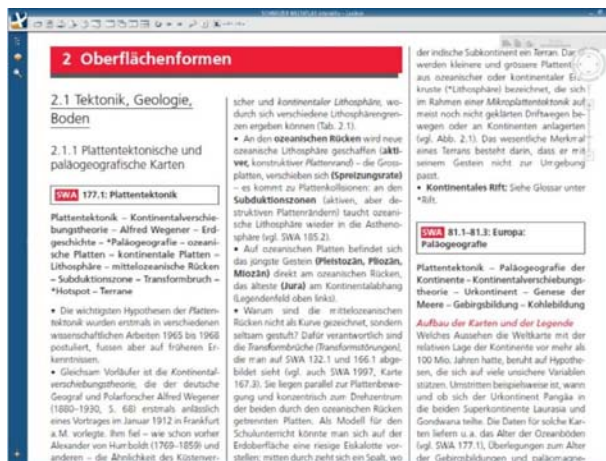 SCHWEIZER WELTATLAS interaktiv - Lexikon
2 Oberflächenformen
2.1 Tektonik, Geologie,
Boden
2.1.1 Plattentektonische und
paläogeografische Karten
SWA 177.1: Plattentektonik
Plattentektonik – Kontinentalverschie-
bungstheorie – Alfred Wegener – Erd-
geschichte – *Paläogeografie – ozeani-
sche Platten – kontinentale Platten –
Lithosphäre – mittelozeanische Rücken
– Subduktionszone – Transformbruch –
*Hotspot – Terrane
• Die wichtigsten Hypothesen der Platten-
tektonik wurden erstmals in verschiedenen
wissenschaftlichen Arbeiten 1965 bis 1968
postuliert, fussen aber auf früheren Er-
kenntnissen.
• Gleichsam Vorläufer ist die Kontinental-
verschiebungstheorie, die der deutsche
Geograf und Polarforscher Alfred Wegener
(1880–1930, S. 68) erstmals anlässlich
eines Vortrages im Januar 1912 in Frankfurt
a.M. vorlegte. Ihm fiel – wie schon vorher
Alexander von Humboldt (1769–1859) und
anderen – die Ähnlichkeit des Küstenver-
scher und kontinentaler Lithosphäre, wo-
durch sich verschiedene Lithosphärengren-
zen ergeben können (Tab. 2.1).
• An den ozeanischen Rücken wird neue
ozeanische Lithosphäre geschaffen (akti-
ver, konstruktiver Plattenrand) – die Gross-
platten, verschieben sich (Spreizungsrate)
– es kommt zu Plattenkollisionen: an den
Subduktionszonen (aktiven, aber de-
struktiven Plattenrändern) taucht ozeani-
sche Lithosphäre wieder in die Astheno-
sphäre (vgl. SWA 185.2).
• Auf ozeanischen Platten befindet sich
das jüngste Gestein (Pleistozän, Pliozän,
Miozän) direkt am ozeanischen Rücken,
das älteste (Jura) am Kontinentalabhang
(Legendenfeld oben links).
• Warum sind die mittelozeanischen
Rücken nicht als Kurve gezeichnet, sondern
seltsam gestuft? Dafür verantwortlich sind
die Transformbrüche (Transformstörungen),
die man auf SWA 132.1 und 166.1 abge-
bildet sieht (vgl. auch SWA 1997, Karte
167.3). Sie liegen parallel zur Plattenbewe-
gung und konzentrisch zum Drehzentrum
der beiden durch den ozeanischen Rücken
getrennten Platten. Als Modell für den
Schulunterricht könnte man sich auf der
Erdoberfläche eine riesige Eiskalotte vor-
stellen: mitten durch zieht sich ein Spalt, wo
der indische Subkontinent ein Terran. Dar
werden kleinere und grössere Platten
aus ozeanischer oder kontinentaler
kruste (*Lithosphäre) bezeichnet, die sich
im Rahmen einer Mikroplattentektonik auf
meist noch nicht geklärten Driftwegen be-
wegen oder an Kontinenten anlagerten
(vgl. Abb. 2.1). Das wesentliche Merkmal
eines Terrans besteht darin, dass er mit
seinem Gestein nicht zur Umgebung
passt.
• Kontinentales Rift: Siehe Glossar unter
*Rift.
SWA 81.1–81.3: Europa:
Paläogeografie
Plattentektonik – Paläogeografie der
Kontinente – Kontinentalverschiebungs-
theorie – Urkontinent – Genese der
Meere – Gebirgsbildung – Kohlebildung
Aufbau der Karten und der Legende
Welches Aussehen die Weltkarte mit der
relativen Lage der Kontinente vor mehr als
100 Mio. Jahren hatte, beruht auf Hypothe-
sen, die sich auf viele unsichere Variablen
stützen. Umstritten beispielsweise ist, wann
und ob sich der Urkontinent Pangäa in
die beiden Superkontinente Laurasia und
Gondwana teilte. Die Daten für solche Kar-
ten liefern u.a. das Alter der Ozeanböden
(vgl. SWA 177.1), Überlegungen zum Alter
der Gebirgsbildungen und paläomagne-